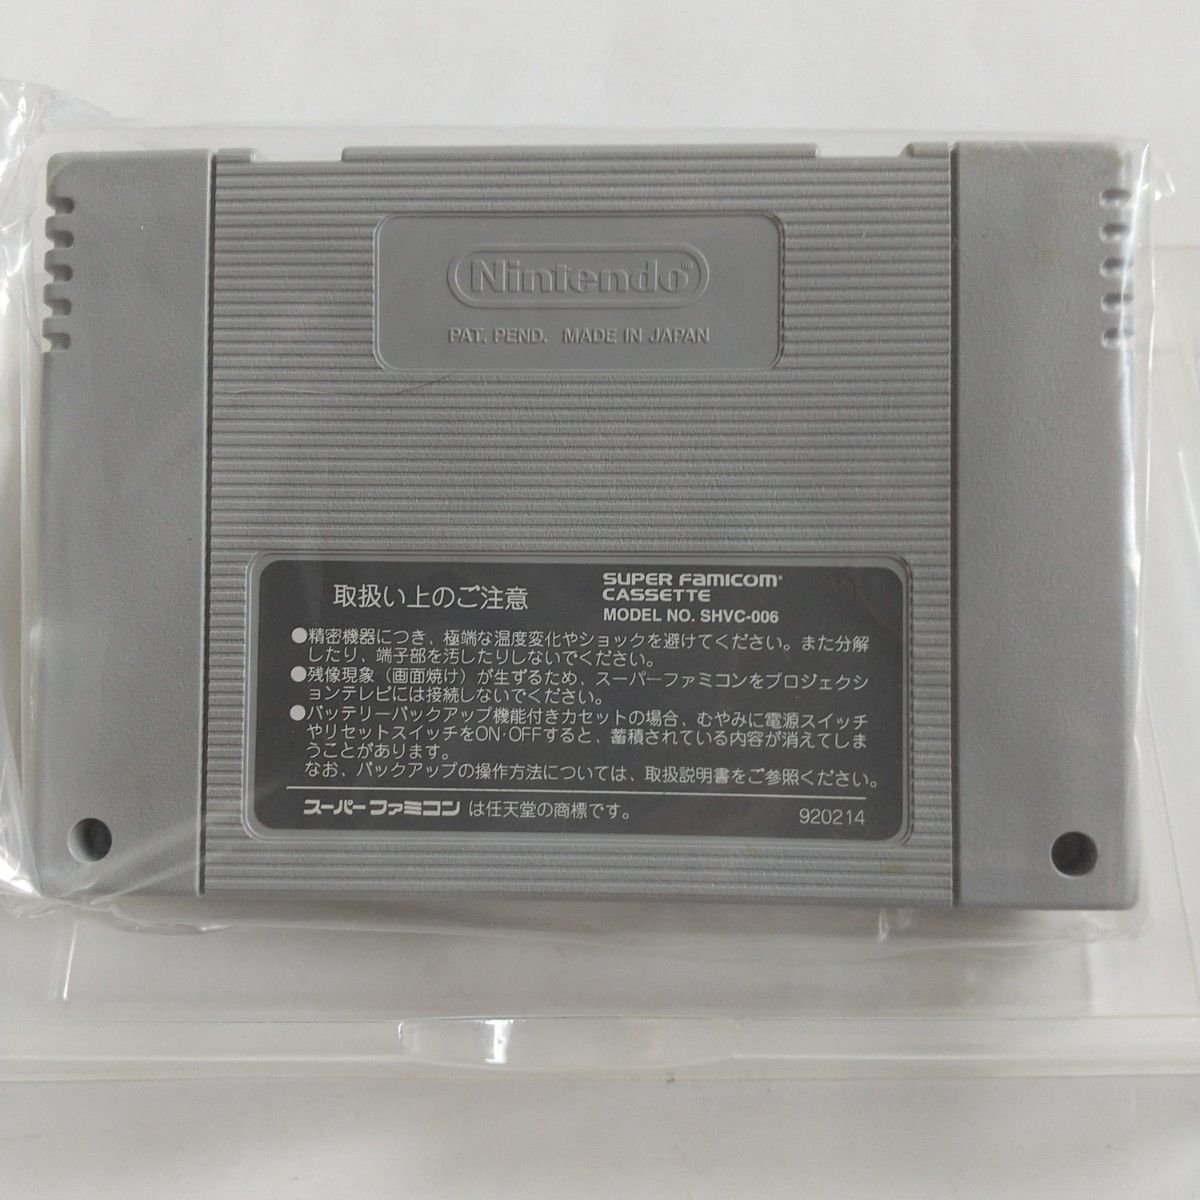 Nintendo
PAT. PEND. MADE IN JAPAN
取扱い上のご注意
SUPER FAMICOM
CASSETTE
MODEL NO. SHVC-006
●精密機器につき、極端な温度変化やショックを避けてください。また分解
したり、端子部を汚したりしないでください。
●残像現象（画面焼け）が生ずるため、スーパーファミコンをプロジェクシ
ョンテレビには接続しないでください。
●バッテリーバックアップ機能付きカセットの場合、むやみに電源スイッチ
やリセットスイッチをON・OFFすると、蓄積されている内容が消えてしま
うことがあります。
なお、バックアップの操作方法については、取扱説明書をご参照ください。
スーパーファミコン は任天堂の商標です。
920214